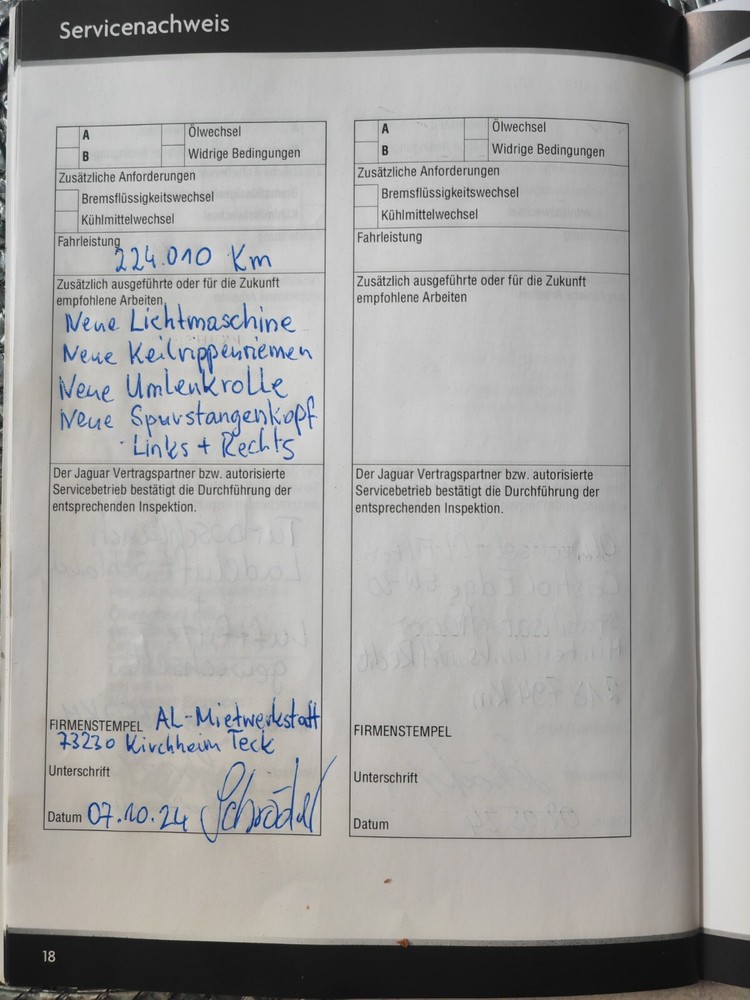 Servicenachweis
A
Ölwechsel
B
Widrige Bedingungen
Zusätzliche Anforderungen
Bremsflüssigkeitswechsel
Kühlmittelwechsel
Fahrleistung
224.010 Km
Zusätzlich ausgeführte oder für die Zukunft
empfohlene Arbeiten
Neue Lichtmaschine
Neue Keilrippenriemen
Neue Umlenkrolle
Neue Spurstangenkopf
Links + Rechts
Der Jaguar Vertragspartner bzw. autorisierte
Servicebetrieb bestätigt die Durchführung der
entsprechenden Inspektion.
FIRMENSTEMPEL AL-Mietwerkstatt
73230 Kirchheim Teck
Unterschrift
Datum 07.10.24
A
Ölwechsel
B
Widrige Bedingungen
Zusätzliche Anforderungen
Bremsflüssigkeitswechsel
Kühlmittelwechsel
Fahrleistung
Zusätzlich ausgeführte oder für die Zukunft
empfohlene Arbeiten
Der Jaguar Vertragspartner bzw. autorisierte
Servicebetrieb bestätigt die Durchführung der
entsprechenden Inspektion.
FIRMENSTEMPEL
Unterschrift
Datum
18